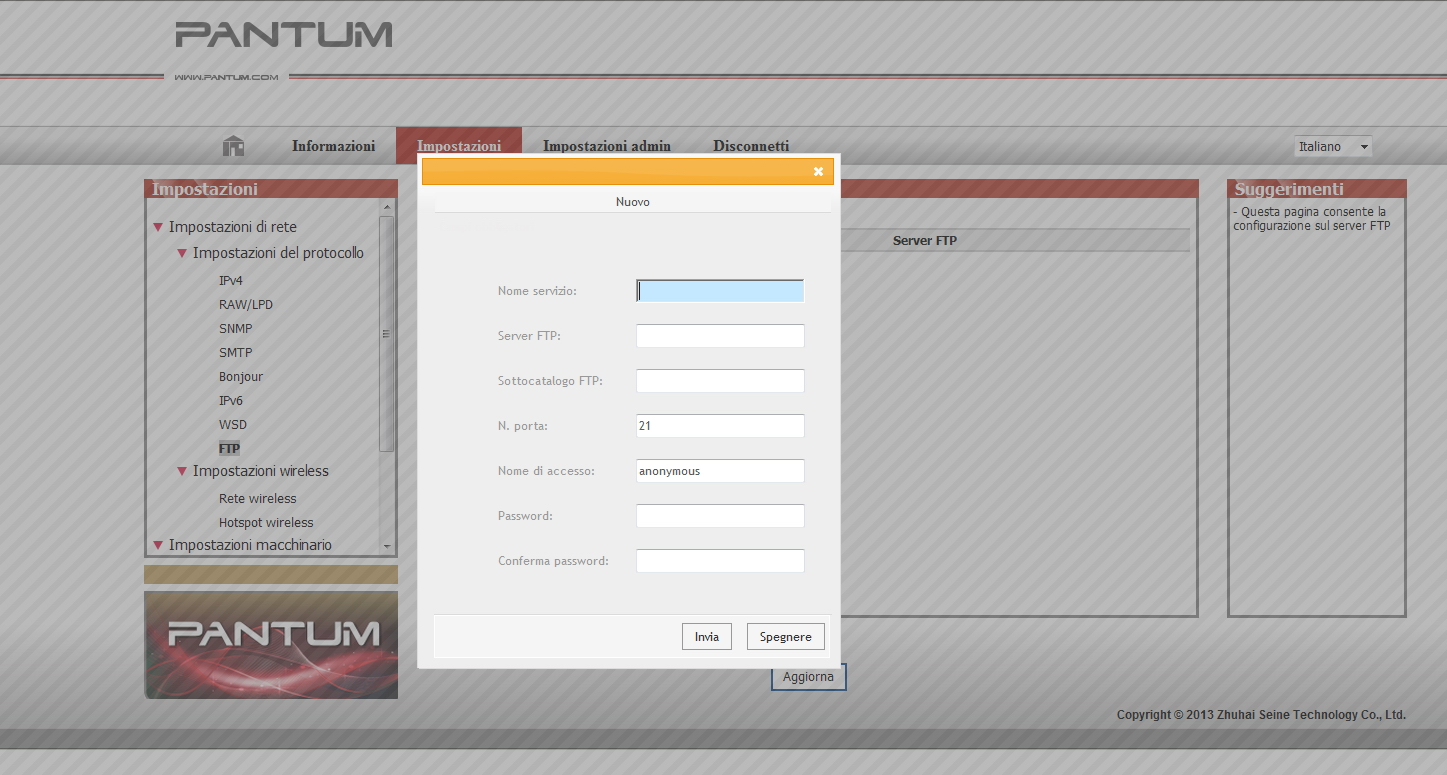 PANTUM
WWW.PANTUM.COM
Informazioni
Impostazioni
Impostazioni admin
Disconnetti
Italiano
Impostazioni
Impostazioni di rete
Impostazioni del protocollo
IPv4
RAW/LPD
SNMP
SMTP
Bonjour
IPv6
WSD
FTP
Impostazioni wireless
Rete wireless
Hotspot wireless
Impostazioni macchinario
PANTUM
Nuovo
Nome servizio:
Server FTP:
Sottocatalogo FTP:
N. porta: 21
Nome di accesso: anonymous
Password:
Conferma password:
Invia
Spegnere
Server FTP
Aggiorna
Suggerimenti
- Questa pagina consente la
configurazione sul server FTP
Copyright © 2013 Zhuhai Seine Technology Co., Ltd.